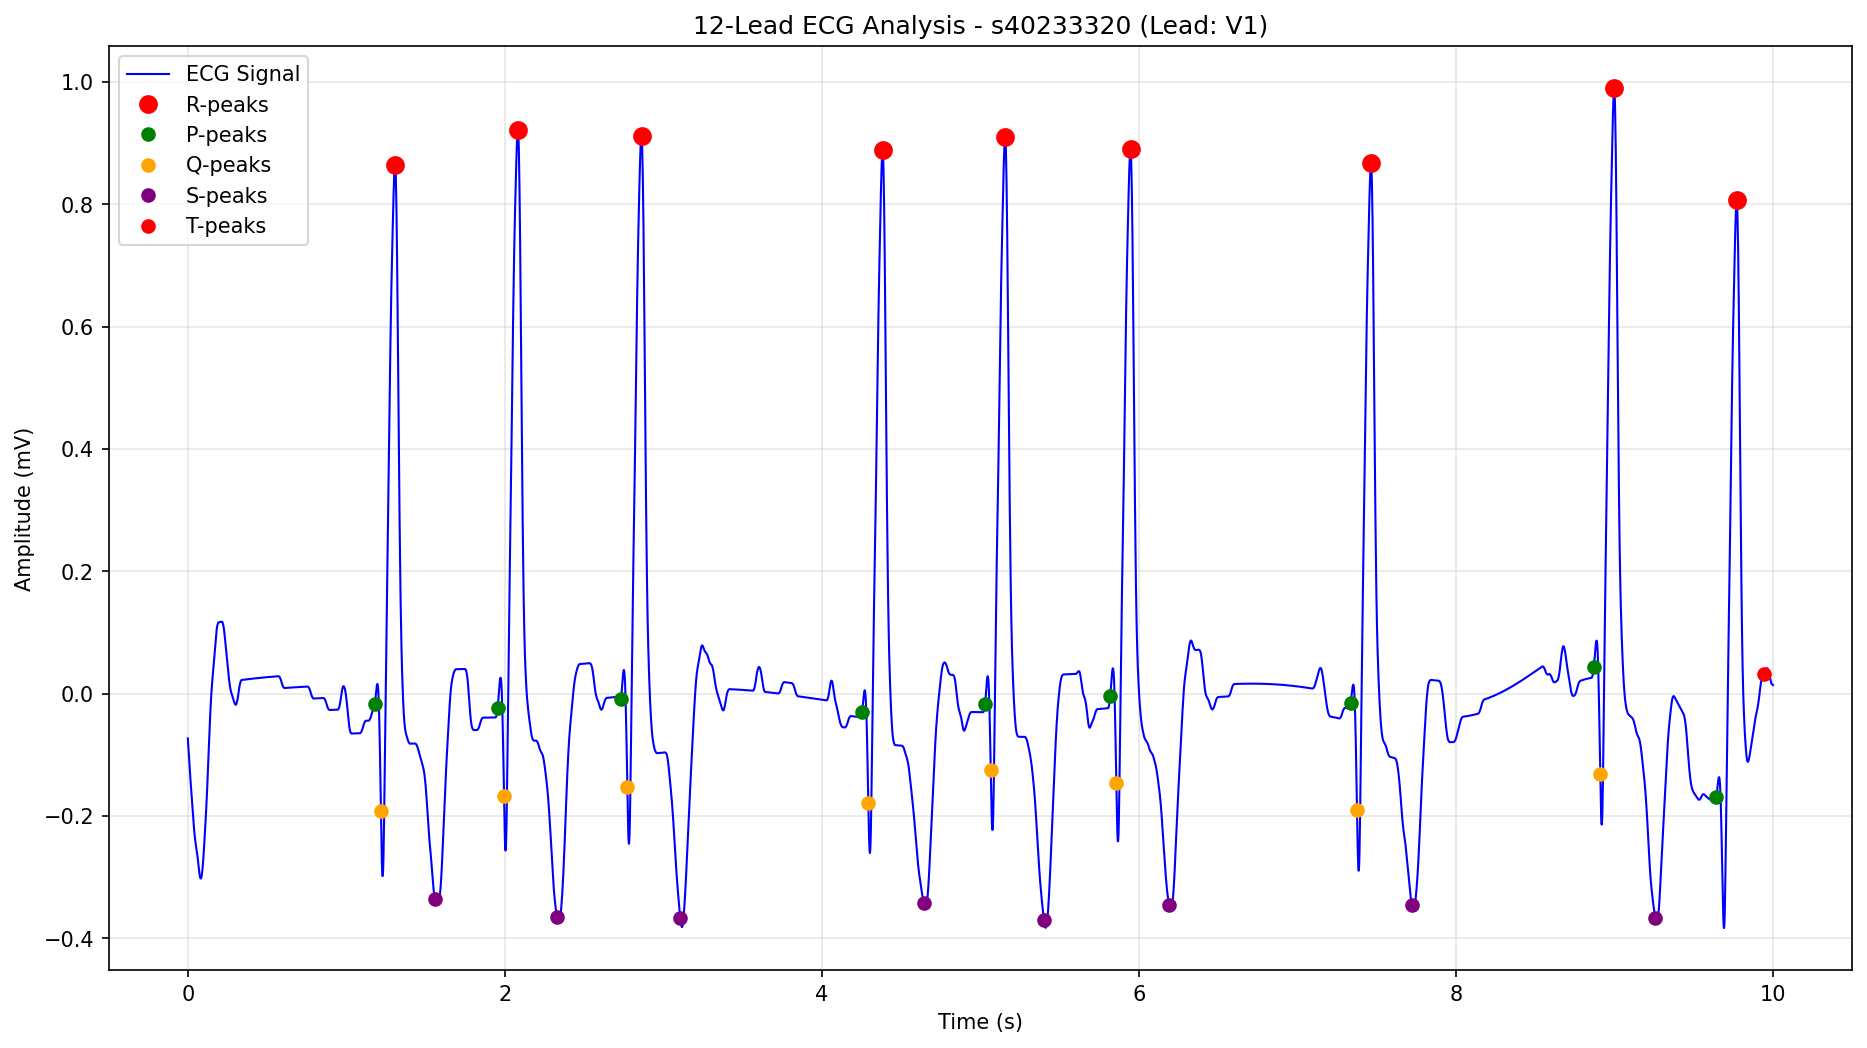 12-Lead ECG Analysis - s40233320 (Lead: V1)
ECG Signal
R-peaks
P-peaks
Q-peaks
S-peaks
T-peaks
Amplitude (mV)
1.0
0.8
0.6
0.4
0.2
0.0
−0.2
−0.4
0 2 4 6 8 10
Time (s)